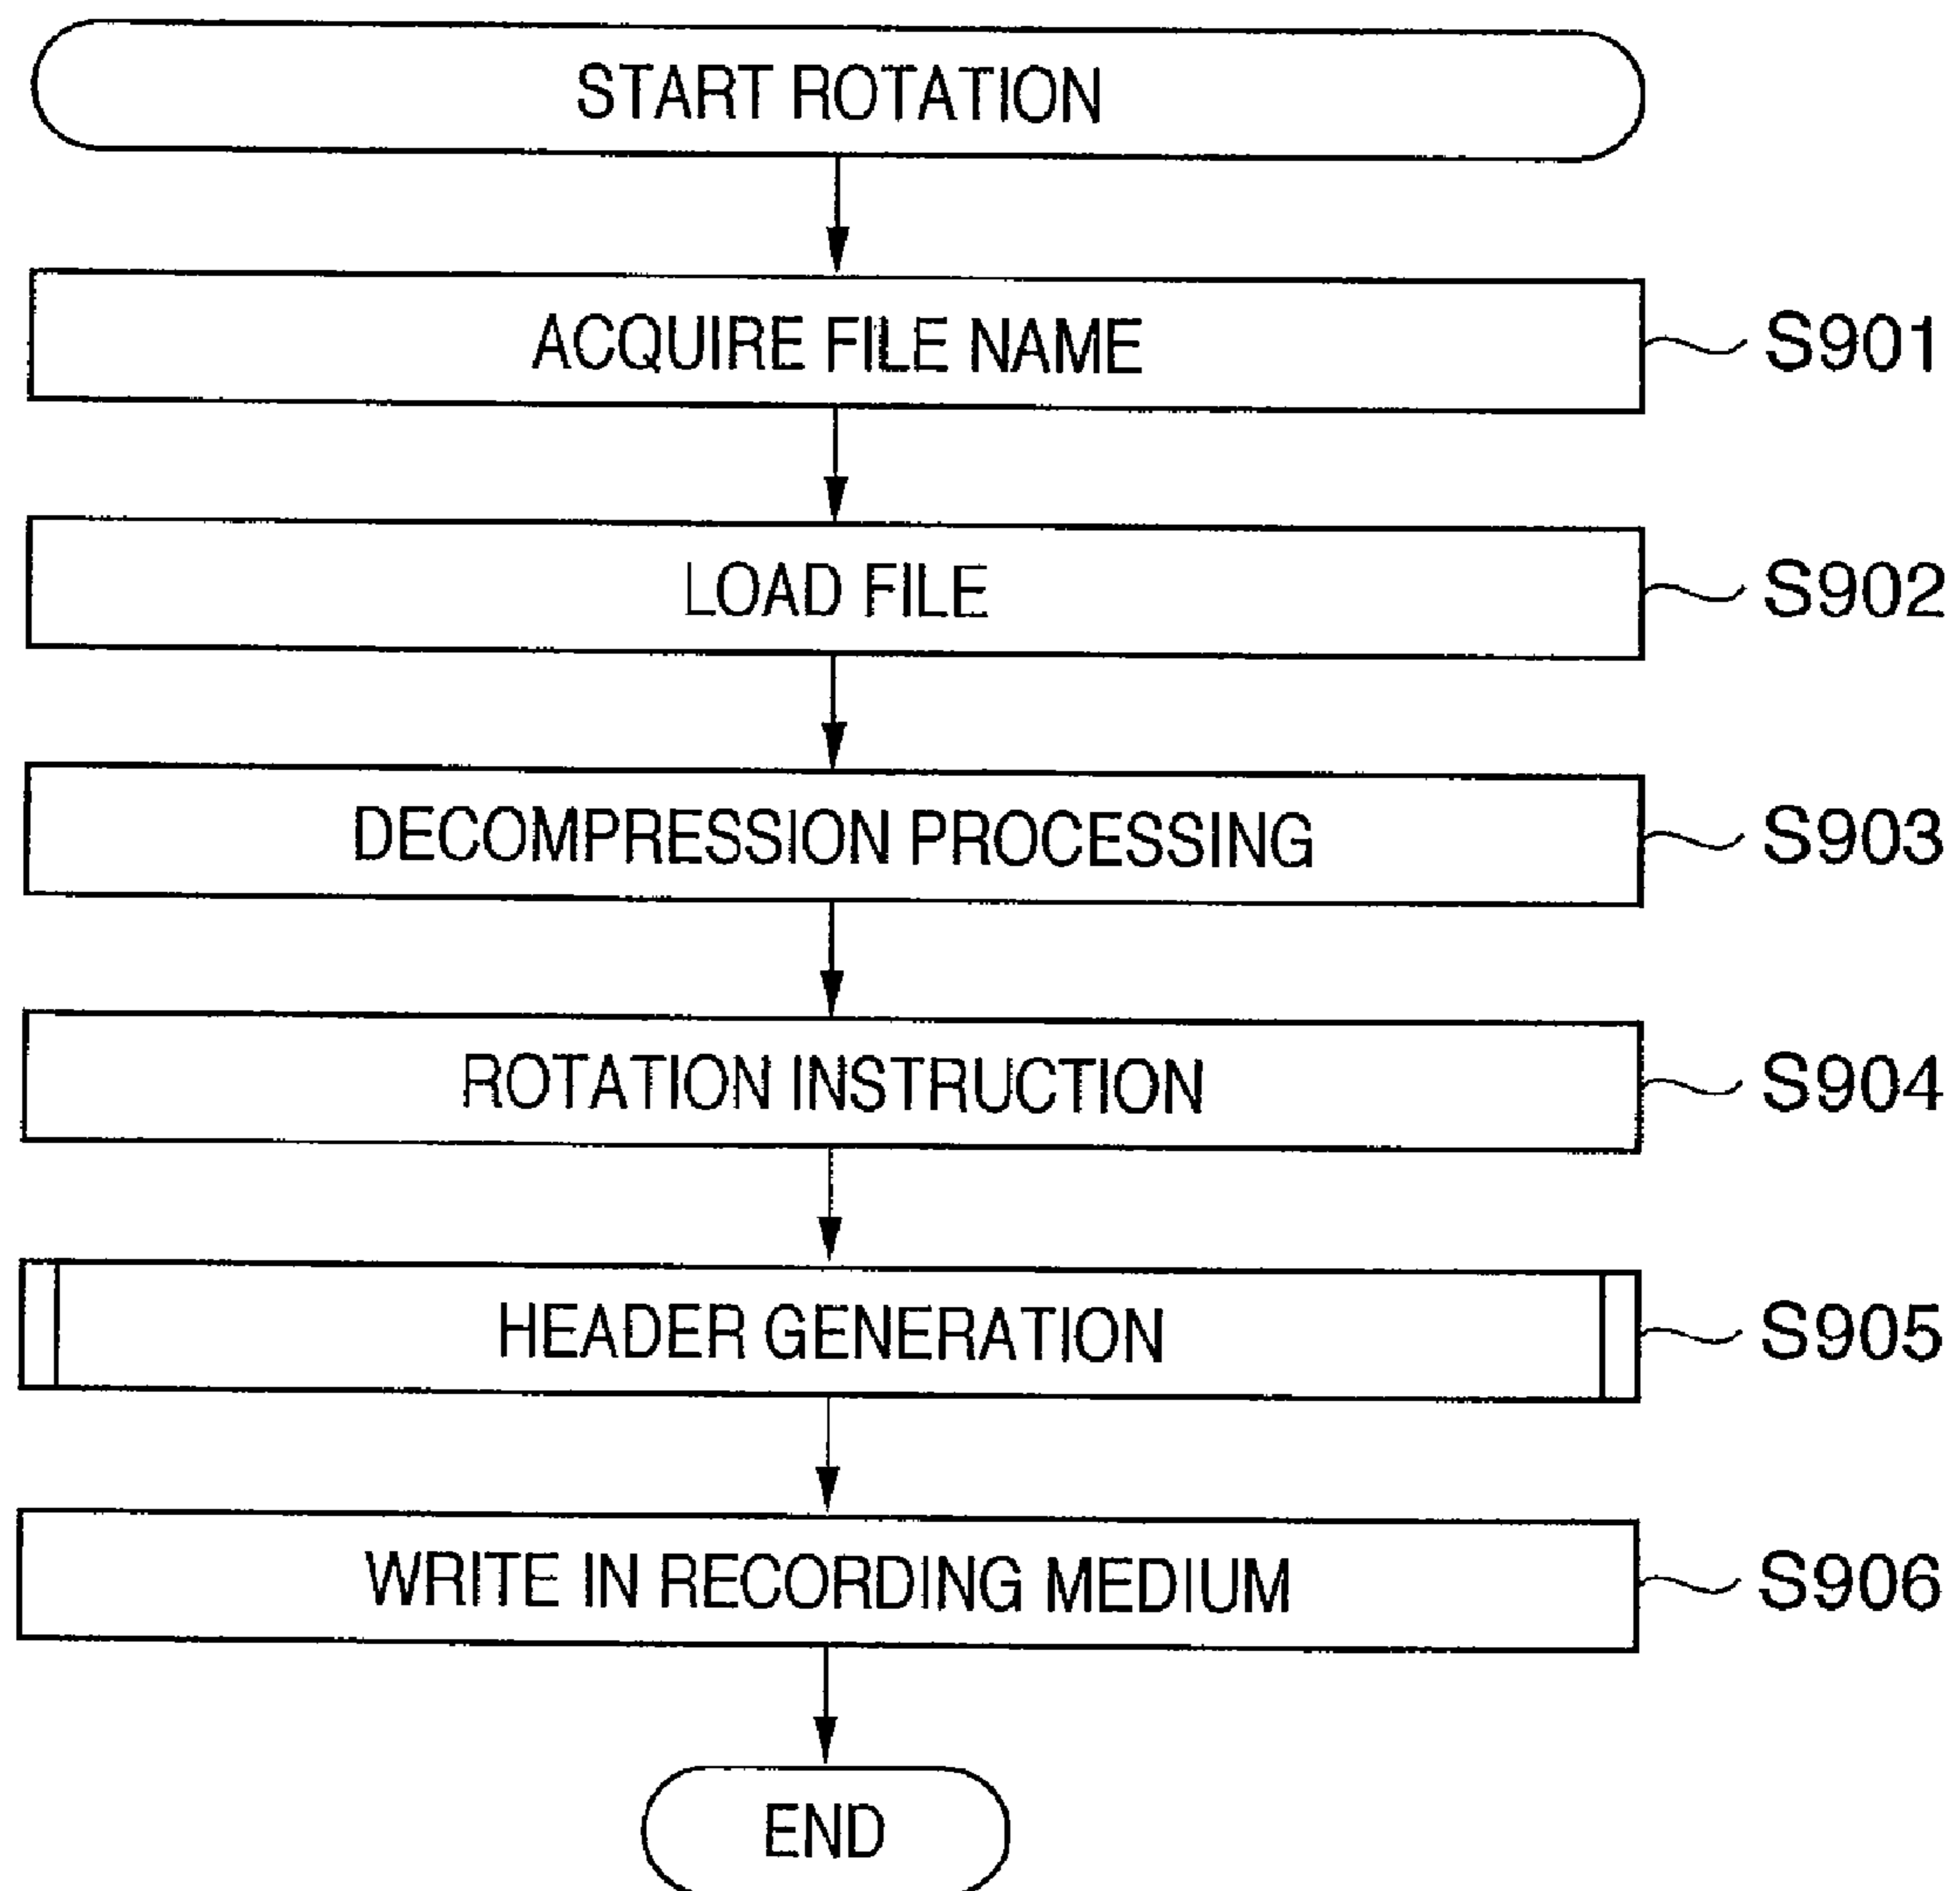 START ROTATION
ACQUIRE FILE NAME
S901
LOAD FILE
S902
DECOMPRESSION PROCESSING
S903
ROTATION INSTRUCTION
S904
HEADER GENERATION
S905
WRITE IN RECORDING MEDIUM
S906
END